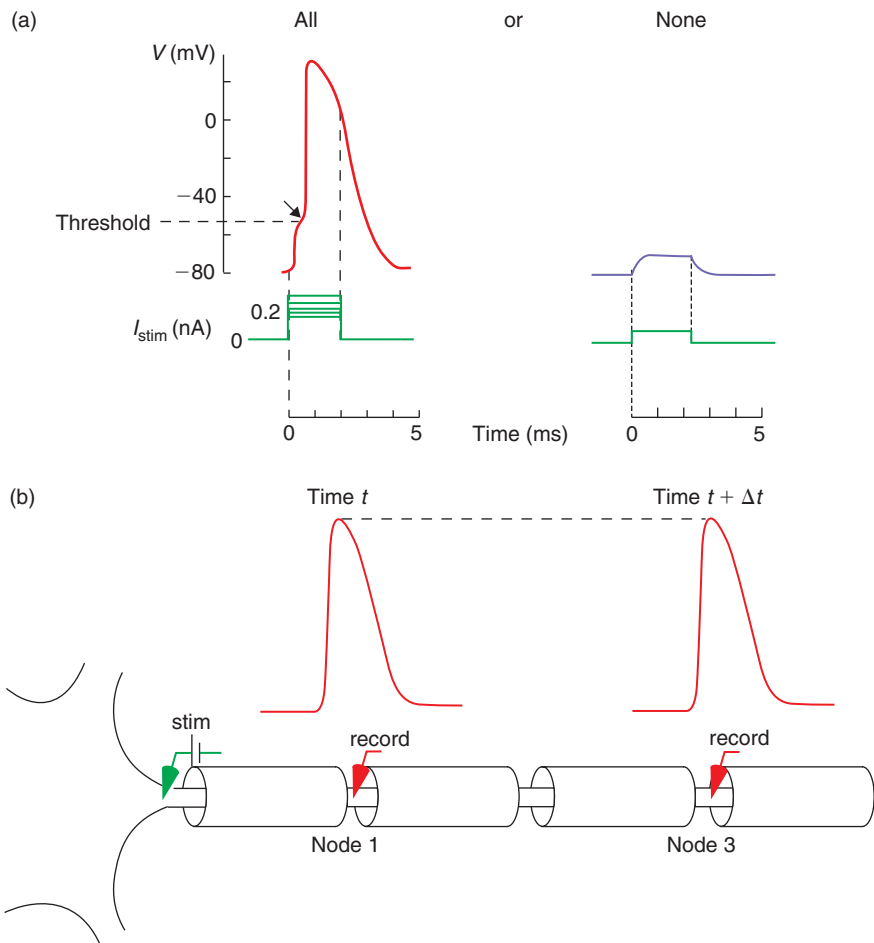 (a) All or None
V (mV)
0
−40
Threshold
−80
0.2
I stim (nA)
0
0 5 Time (ms) 0 5
(b)
Time t Time t + Δt
stim
record record
Node 1 Node 3